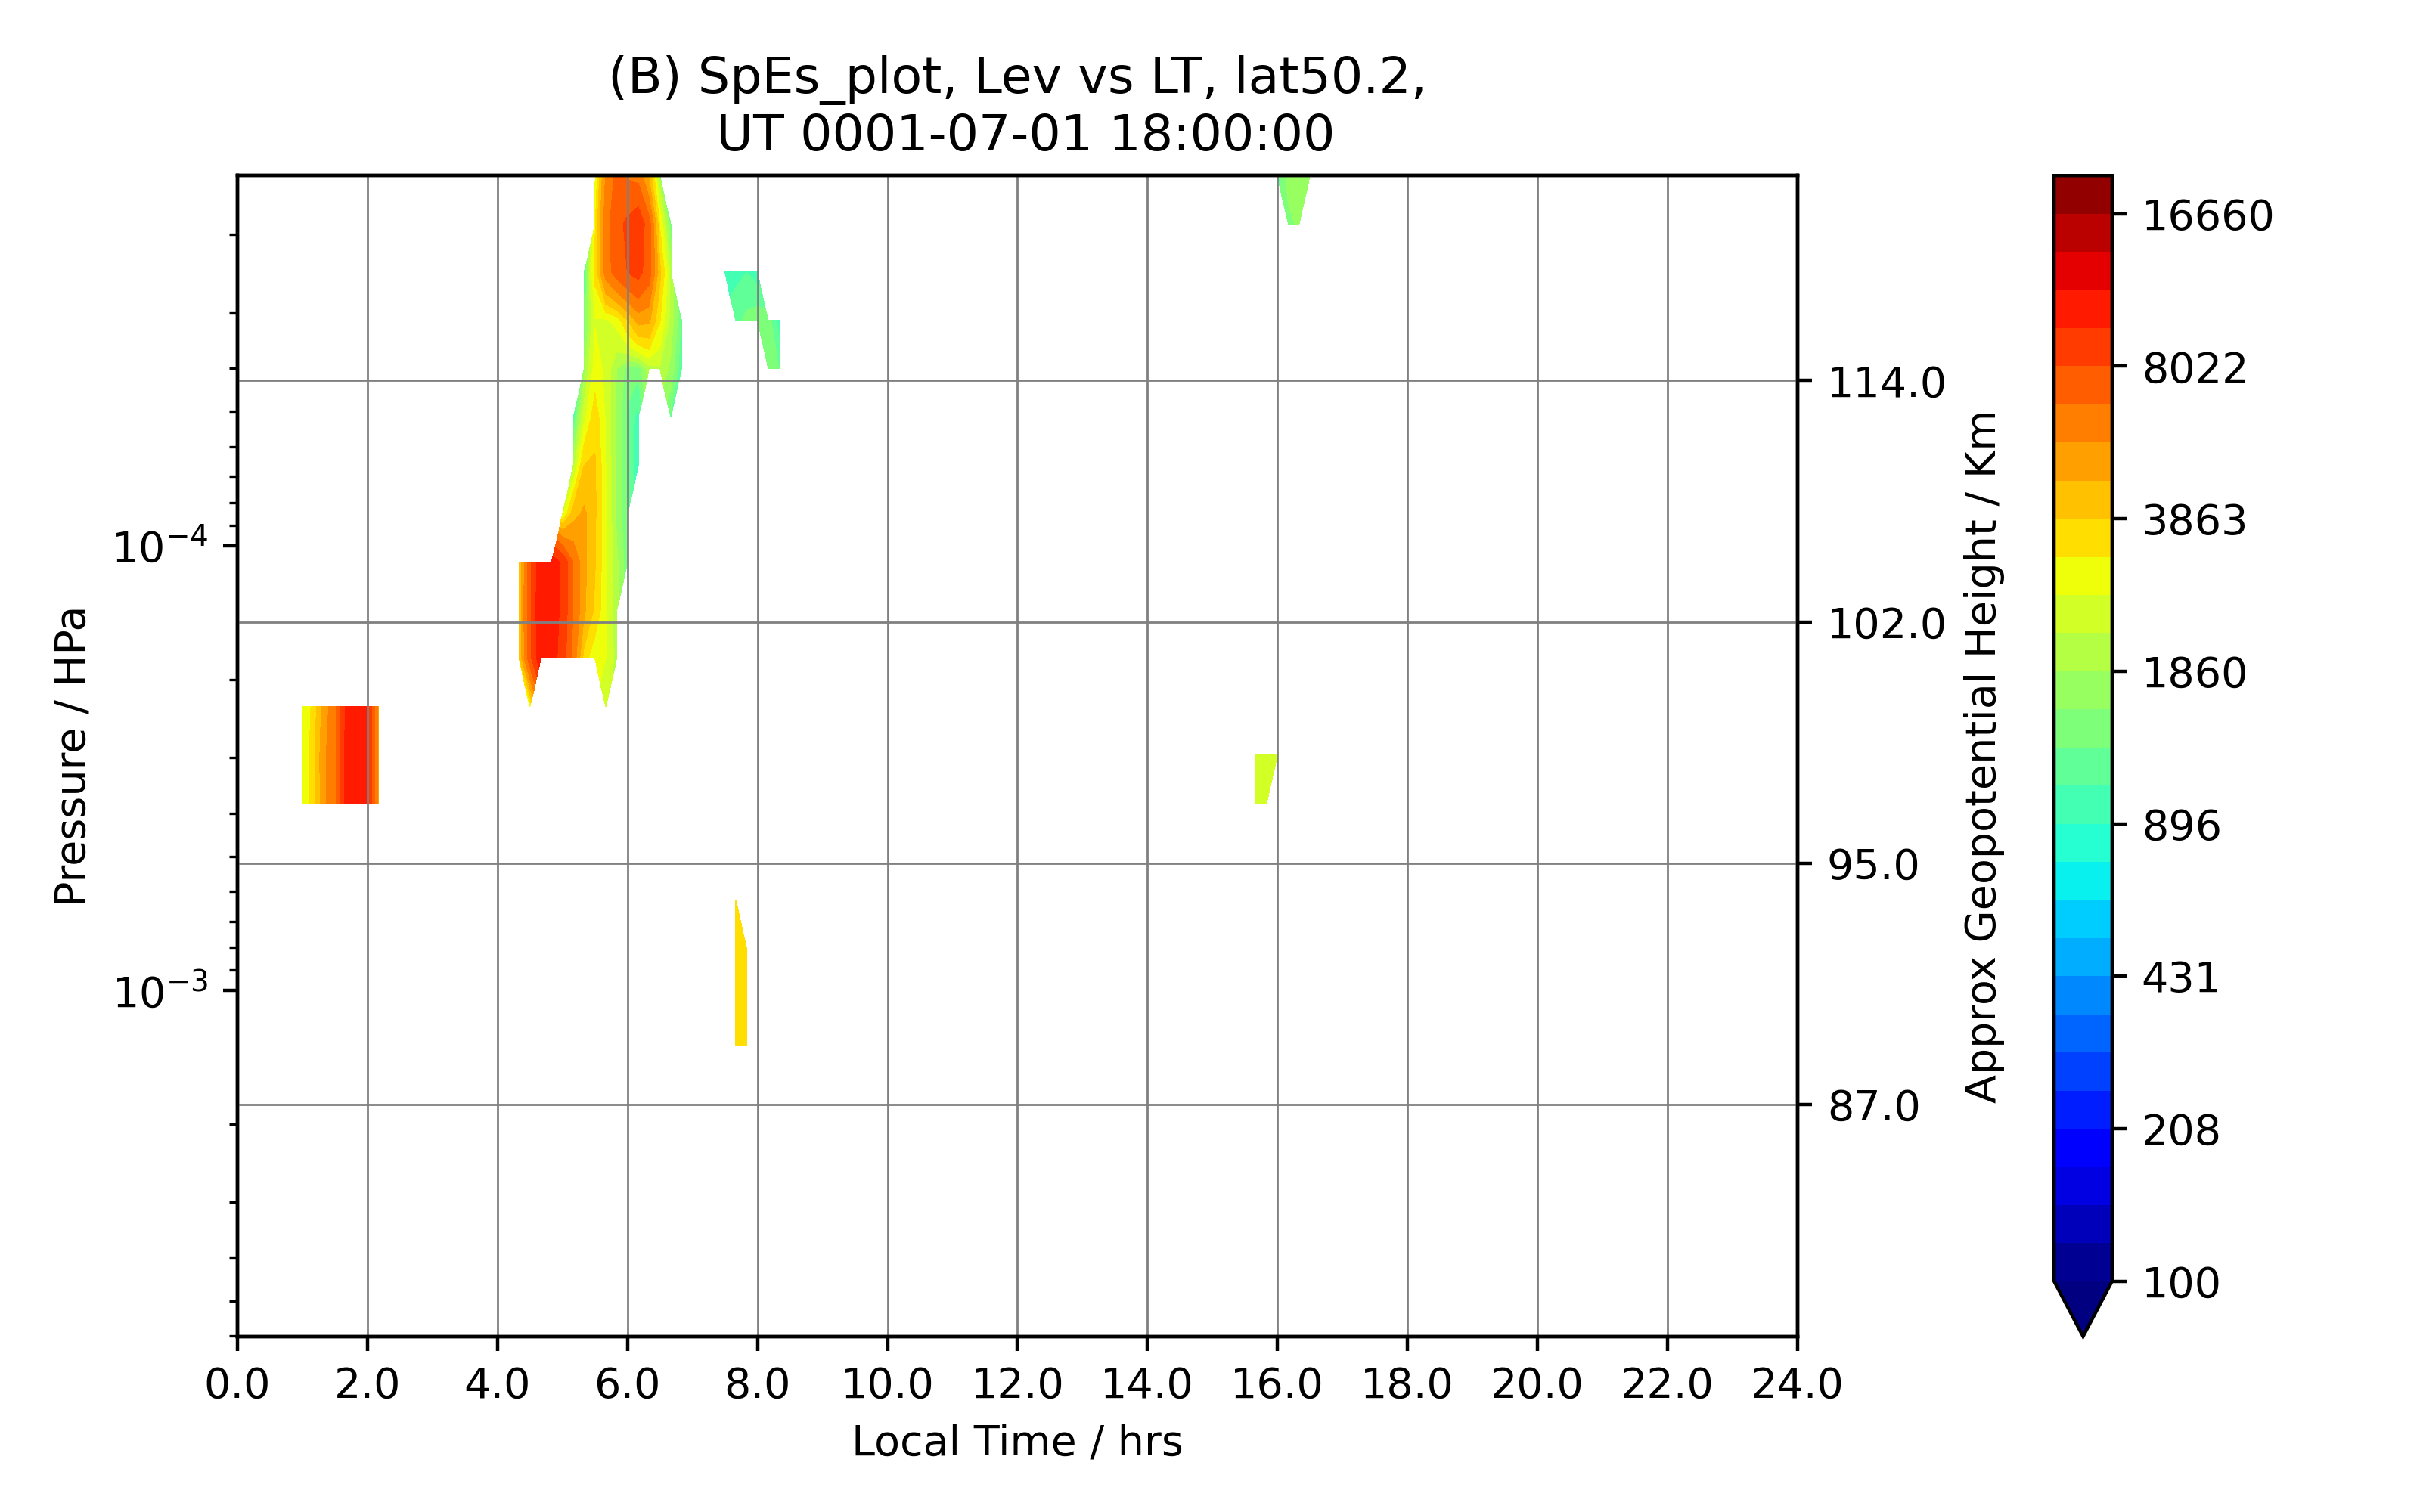 (B) SpEs_plot, Lev vs LT, lat50.2,
UT 0001-07-01 18:00:00
Pressure / HPa
10⁻⁴
10⁻³
0.0 2.0 4.0 6.0 8.0 10.0 12.0 14.0 16.0 18.0 20.0 22.0 24.0
Local Time / hrs
114.0
102.0
95.0
87.0
Approx Geopotential Height / Km
16660
8022
3863
1860
896
431
208
100